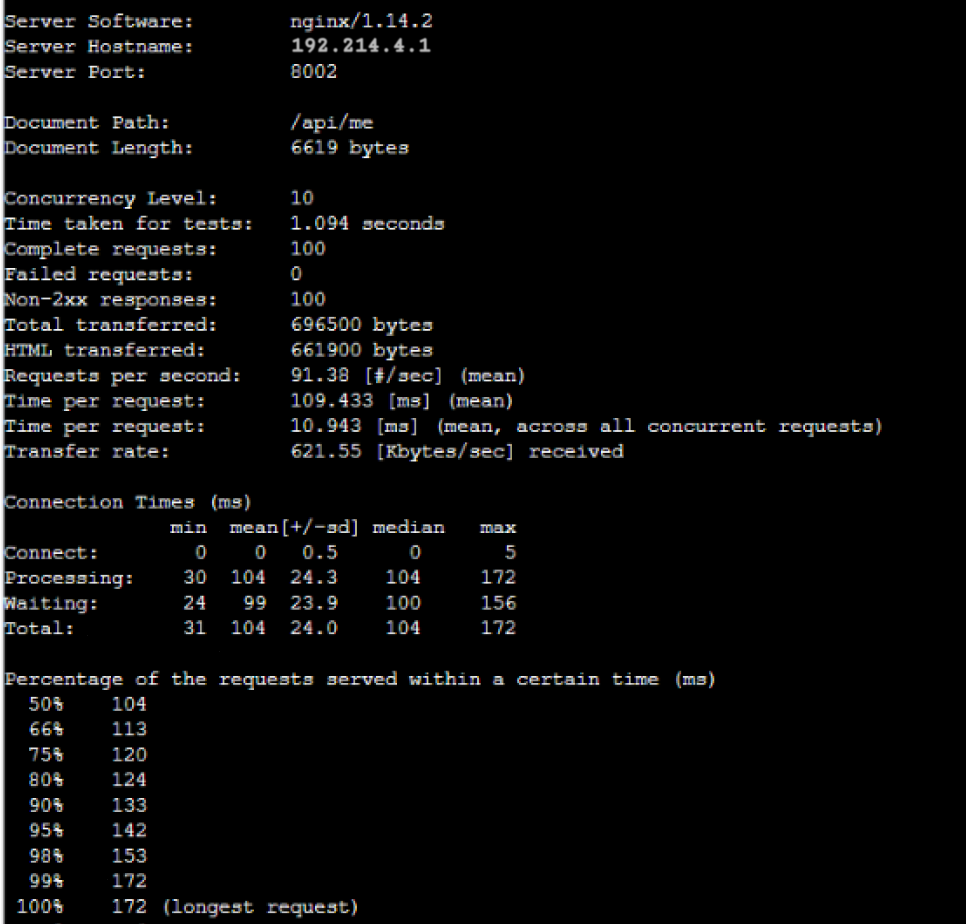 Server Software: nginx/1.14.2
Server Hostname: 192.214.4.1
Server Port: 8002
Document Path: /api/me
Document Length: 6619 bytes
Concurrency Level: 10
Time taken for tests: 1.094 seconds
Complete requests: 100
Failed requests: 0
Non-2xx responses: 100
Total transferred: 696500 bytes
HTML transferred: 661900 bytes
Requests per second: 91.38 [#/sec] (mean)
Time per request: 109.433 [ms] (mean)
Time per request: 10.943 [ms] (mean, across all concurrent requests)
Transfer rate: 621.55 [Kbytes/sec] received
Connection Times (ms)
min mean[+/-sd] median max
Connect: 0 0 0.5 0 5
Processing: 30 104 24.3 104 172
Waiting: 24 99 23.9 100 156
Total: 31 104 24.0 104 172
Percentage of the requests served within a certain time (ms)
50% 104
66% 113
75% 120
80% 124
90% 133
95% 142
98% 153
99% 172
100% 172 (longest request)